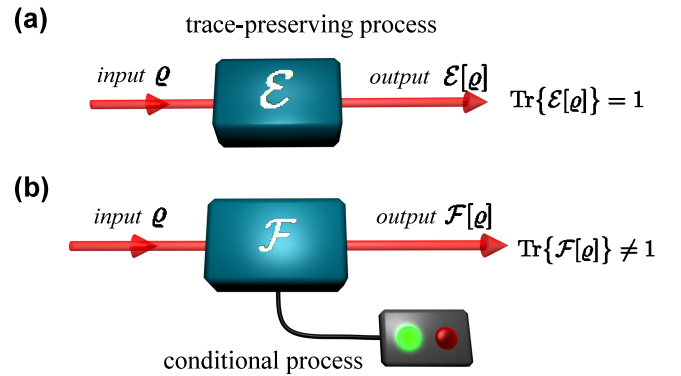 (a)
trace-preserving process
input ϱ
ℰ
output ℰ[ϱ]
Tr{ℰ[ϱ]} = 1
(b)
input ϱ
ℱ
output ℱ[ϱ]
Tr{ℱ[ϱ]} ≠ 1
conditional process